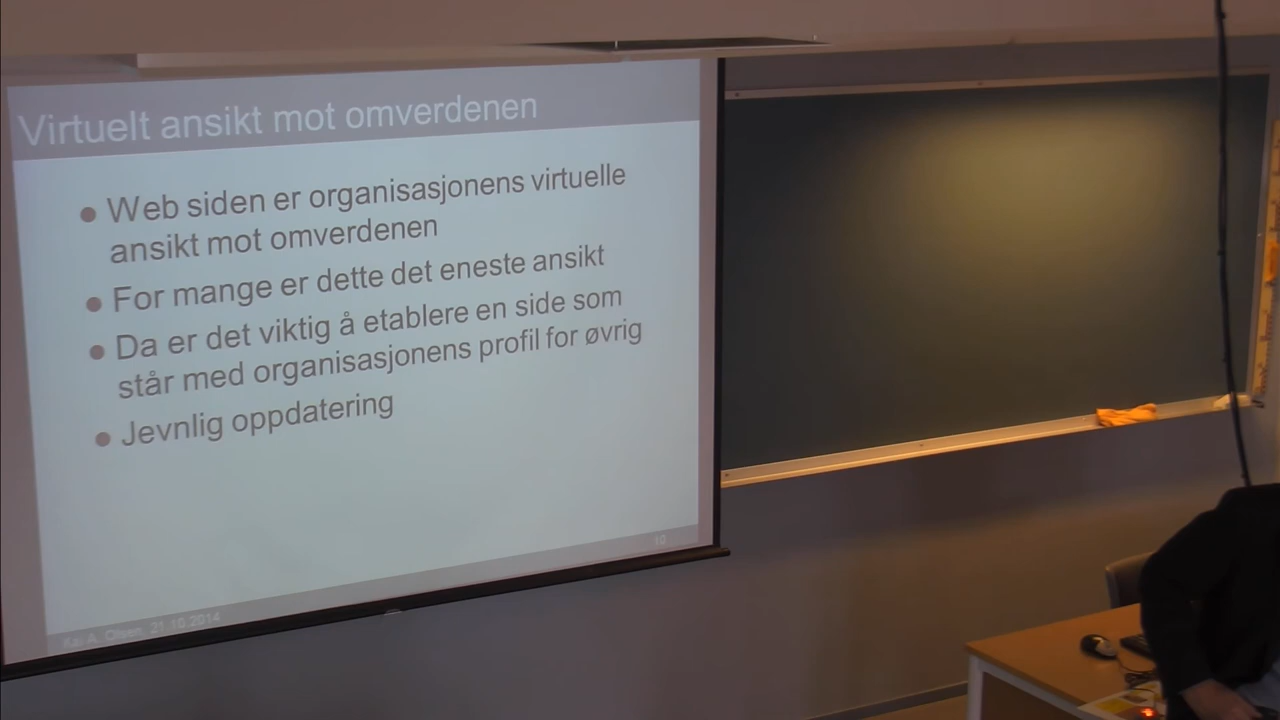 Virtuelt ansikt mot omverdenen
● Web siden er organisasjonens virtuelle
ansikt mot omverdenen
● For mange er dette det eneste ansikt
● Da er det viktig å etablere en side som
står med organisasjonens profil for øvrig
● Jevnlig oppdatering
10
Kai A. Olsen, 21.10.2014